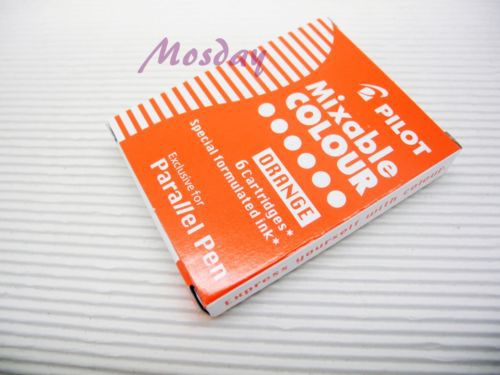 Mosday
PILOT
Mixable
COLOUR
ORANGE
6 Cartridges*
Special formulated ink*
Exclusive for
Parallel Pen
Express yourself with colour